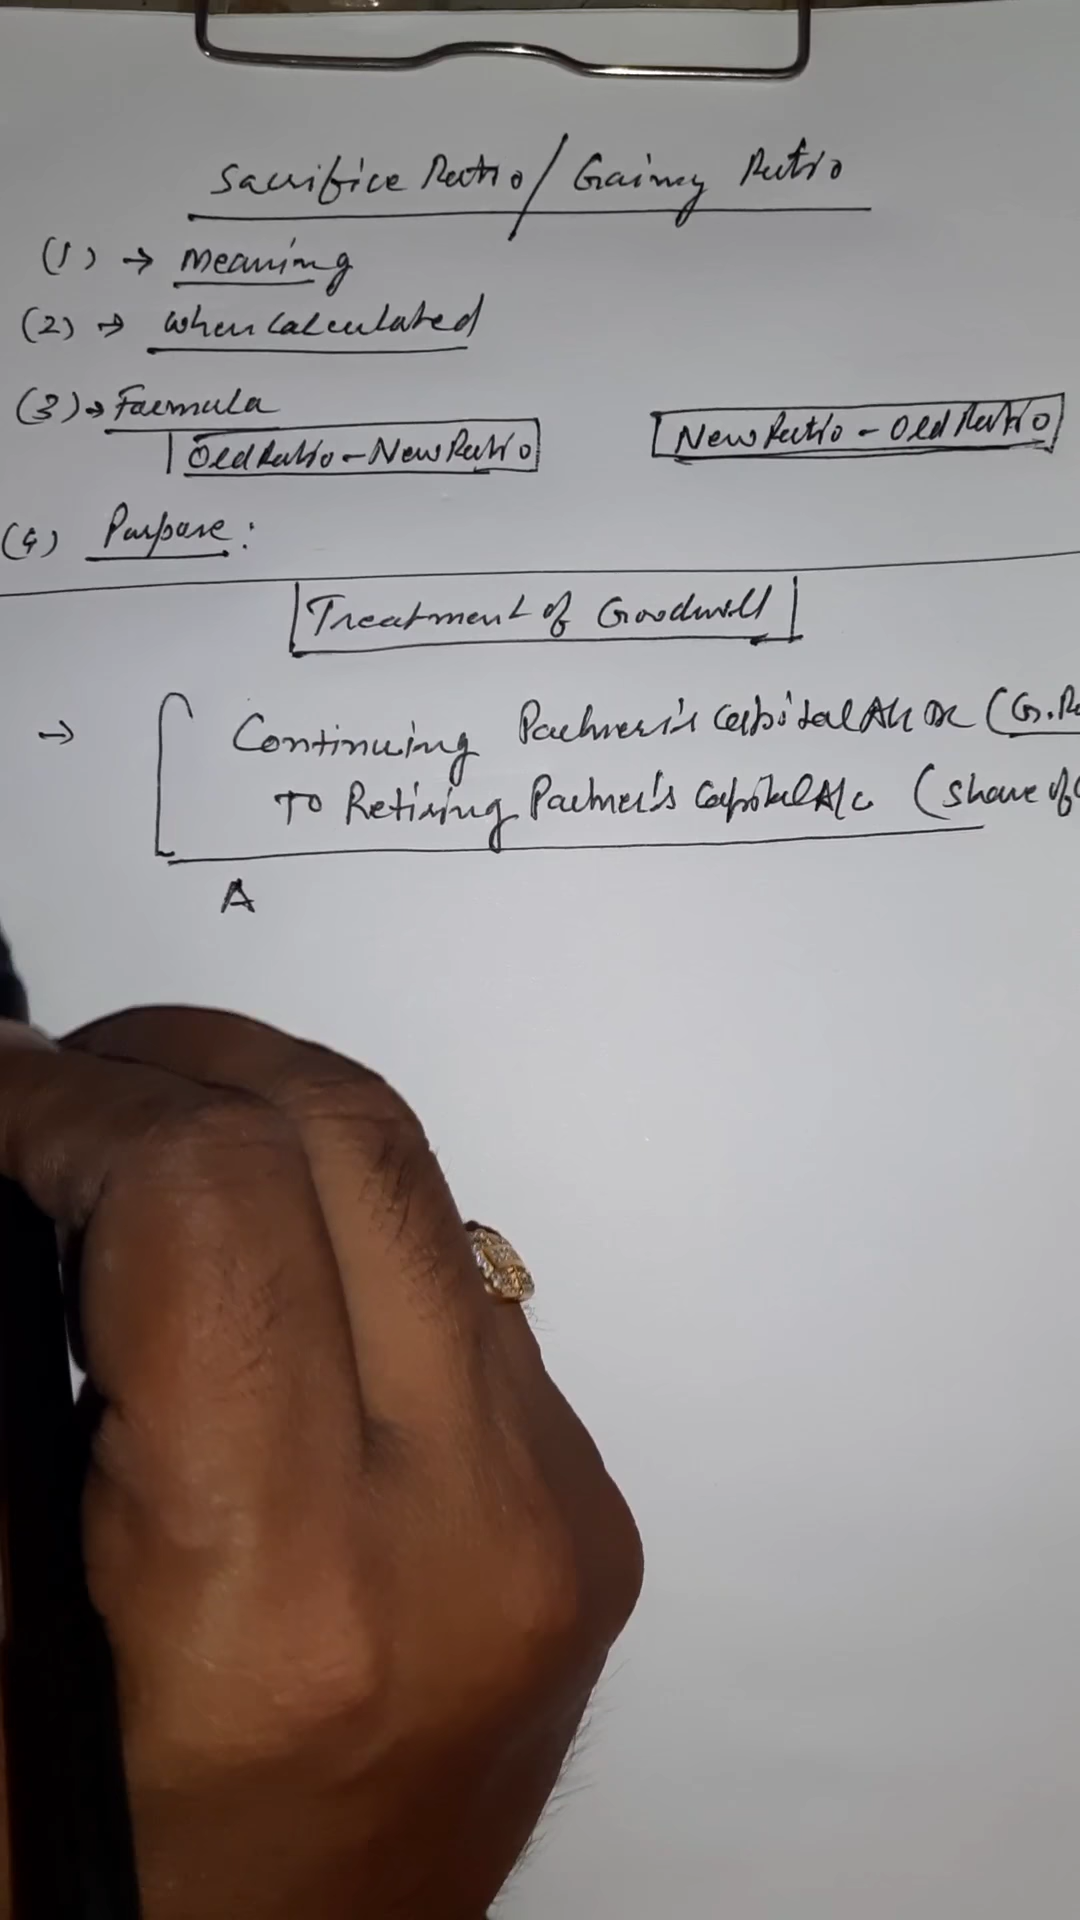 Sacrifice Ratio / Gaining Ratio
(1) → Meaning
(2) → When Calculated
(3) → Formula
Old Ratio - New Ratio New Ratio - Old Ratio
(4) Purpose:
Treatment of Goodwill
→ Continuing Partner's Capital A/c Dr (G.R
To Retiring Partner's Capital A/c (Share of
A